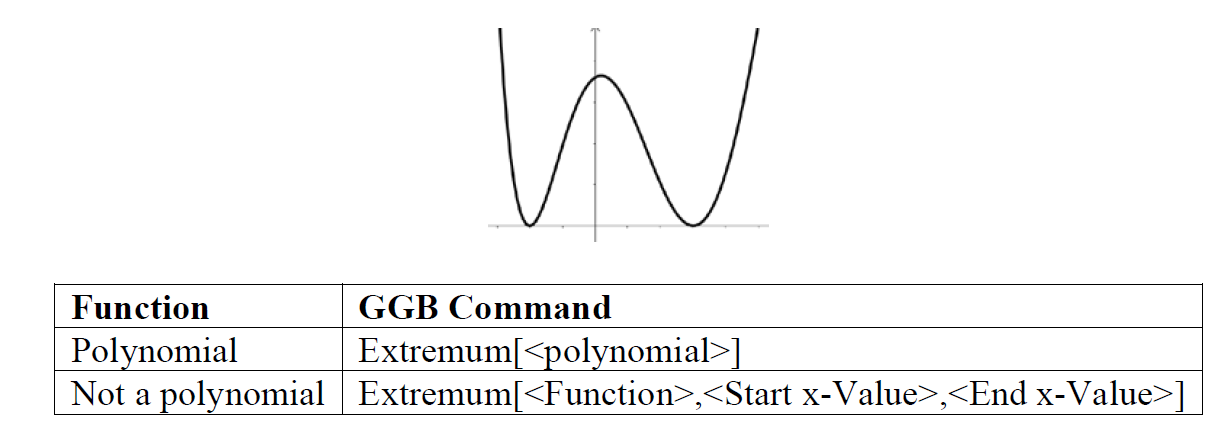 Function GGB Command
Polynomial Extremum[<polynomial>]
Not a polynomial Extremum[<Function>,<Start x-Value>,<End x-Value>]